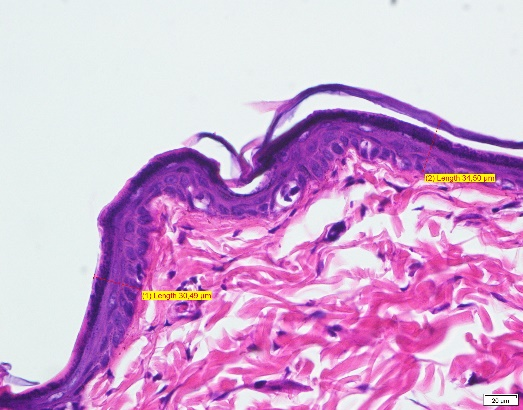 (2) Length 34,50 µm
(1) Length 30,49 µm
20 µm